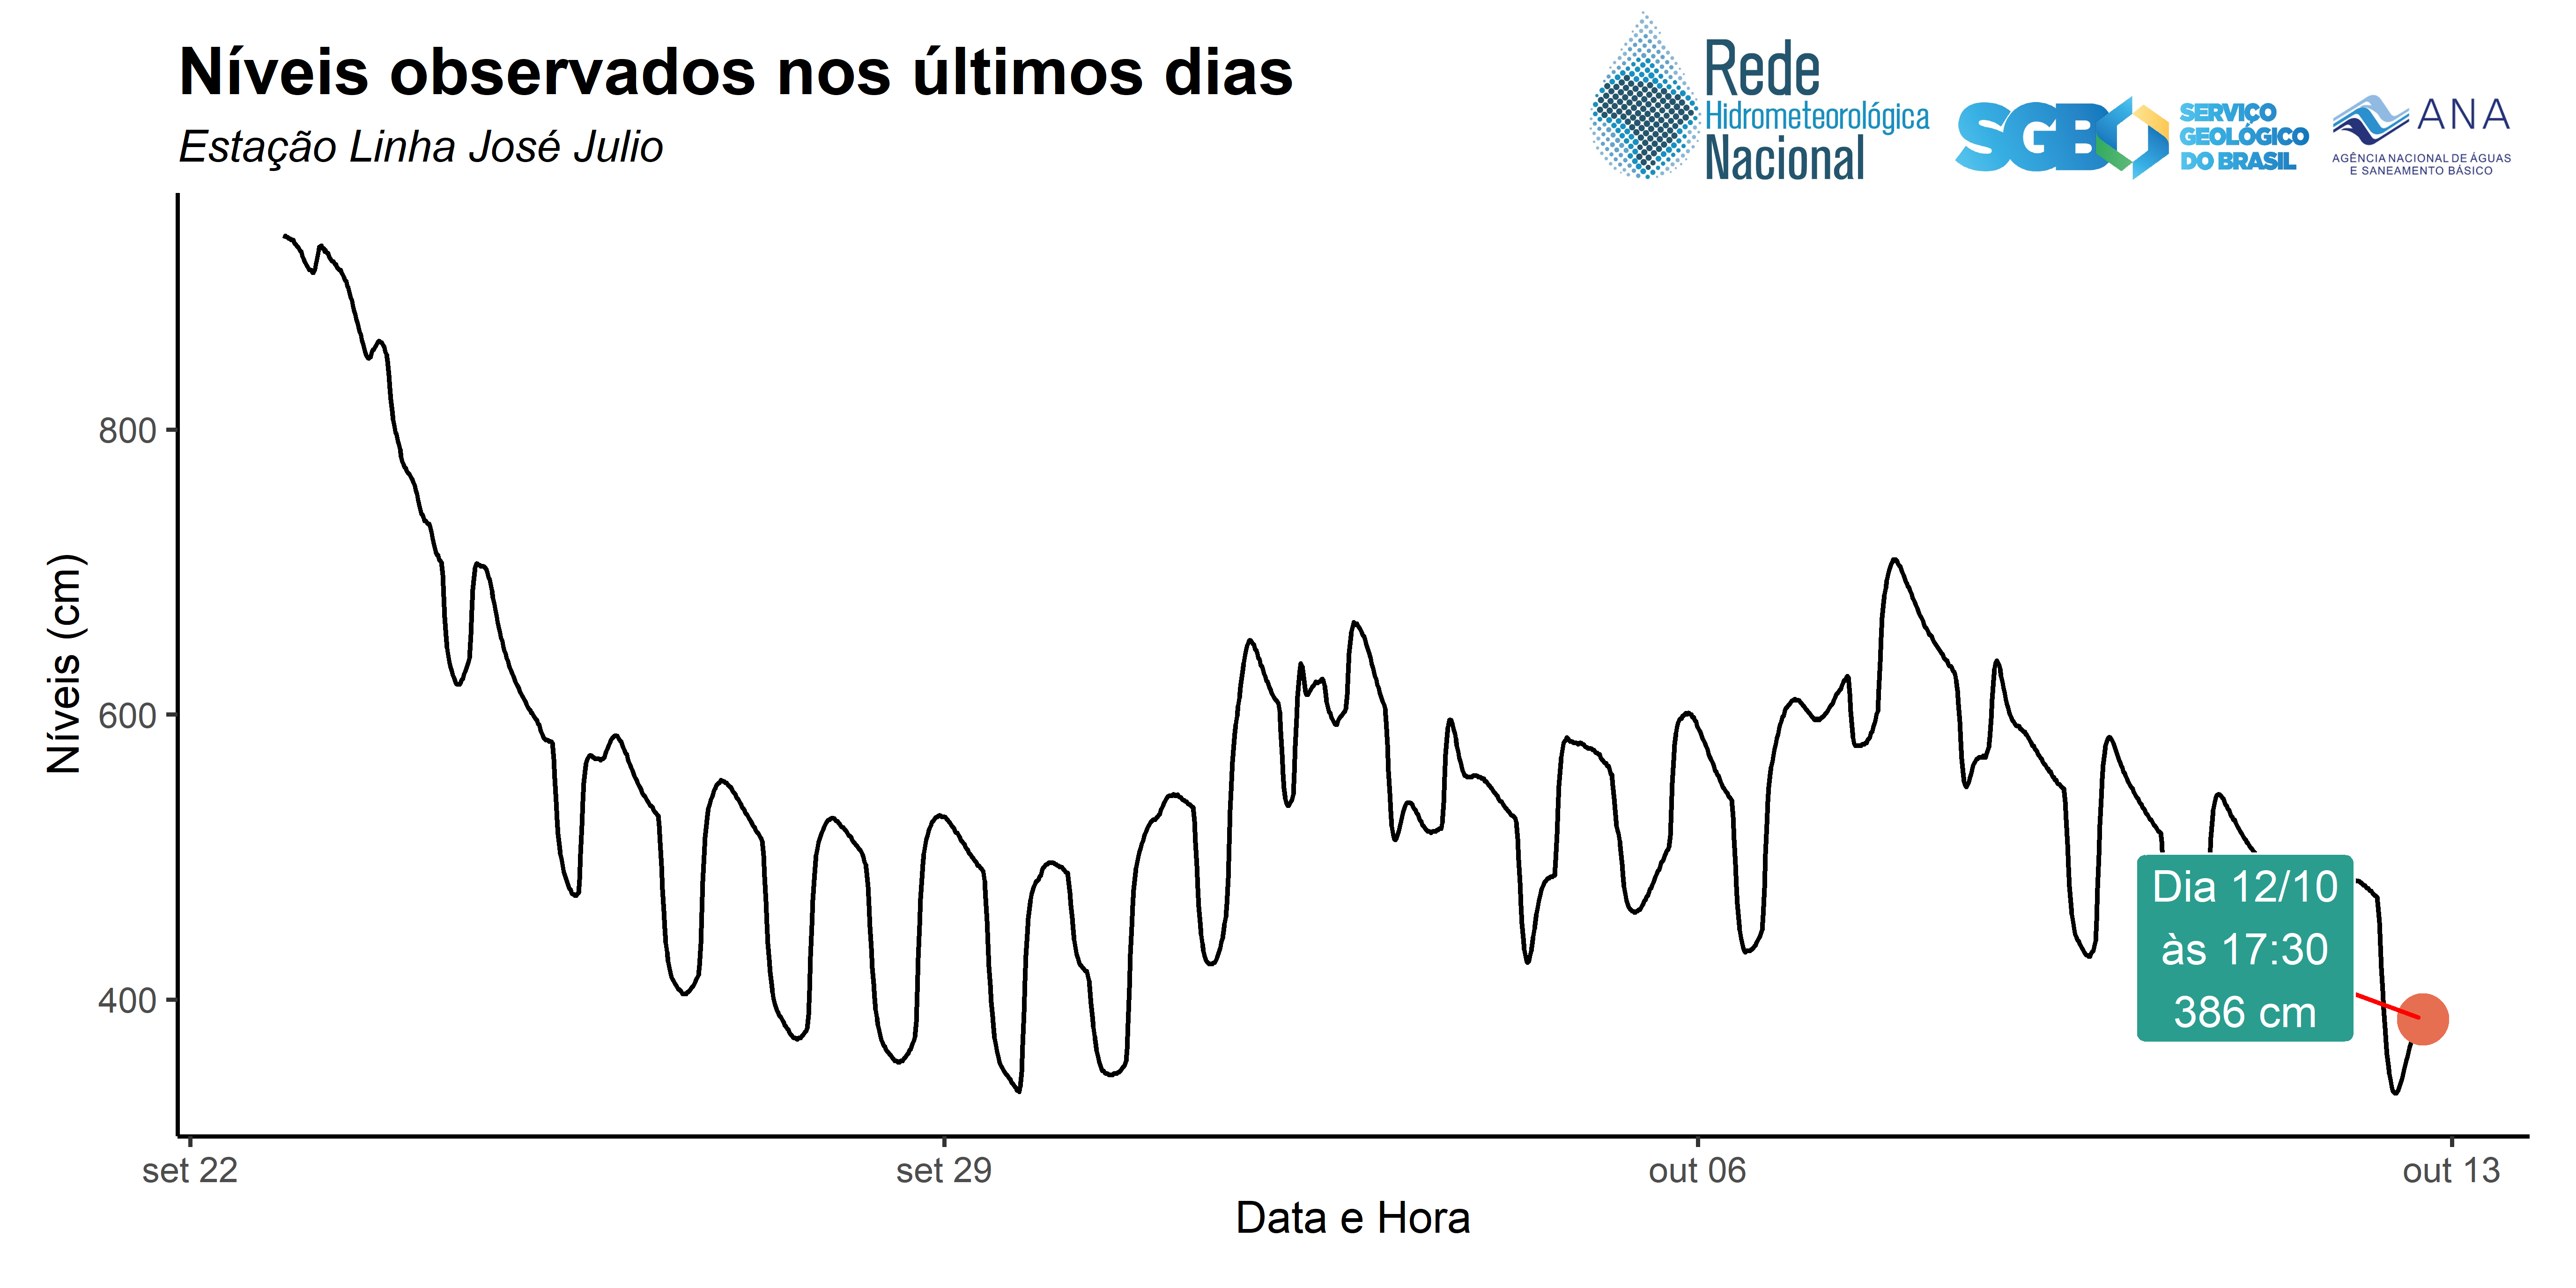 Níveis observados nos últimos dias
Estação Linha José Julio
Rede
Hidrometeorológica
Nacional
SGB
SERVIÇO
GEOLÓGICO
DO BRASIL
ANA
AGÊNCIA NACIONAL DE ÁGUAS
E SANEAMENTO BÁSICO
Níveis (cm)
800
600
400
Dia 12/10
às 17:30
386 cm
set 22
set 29
out 06
out 13
Data e Hora